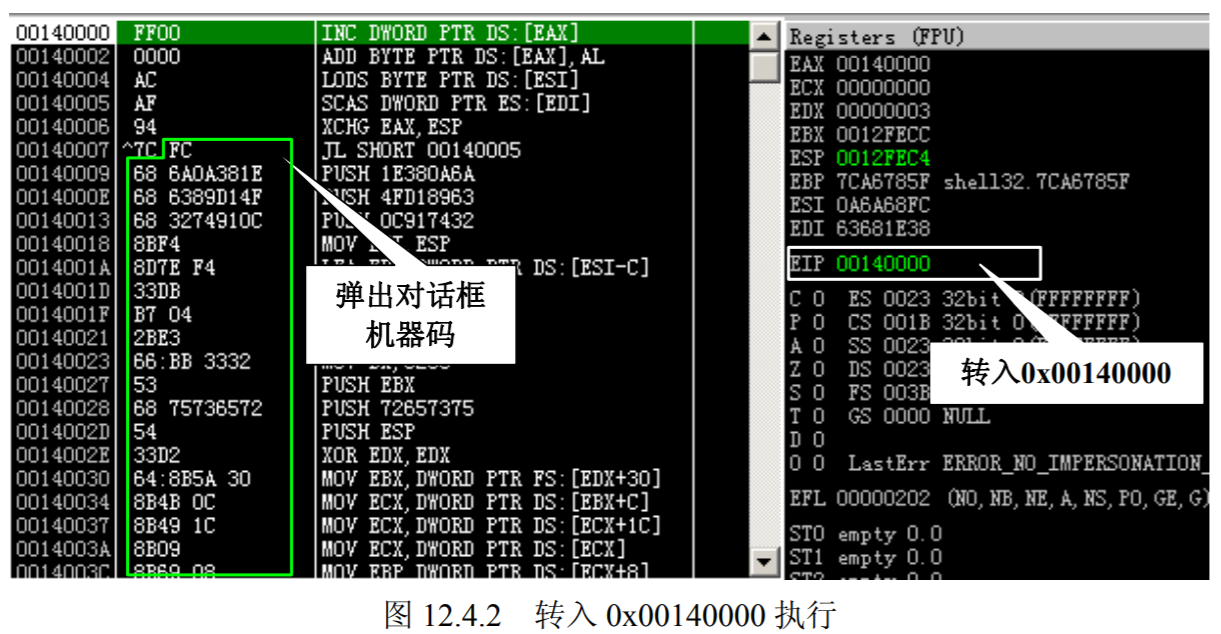 00140000 FF00 INC DWORD PTR DS:[EAX]
00140002 0000 ADD BYTE PTR DS:[EAX],AL
00140004 AC LODS BYTE PTR DS:[ESI]
00140005 AF SCAS DWORD PTR ES:[EDI]
00140006 94 XCHG EAX,ESP
00140007 ^7C FC JL SHORT 00140005
00140009 68 6A0A381E PUSH 1E380A6A
0014000E 68 6389D14F PUSH 4FD18963
00140013 68 3274910C PUSH 0C917432
00140018 8BF4 MOV ESP
0014001A 8D7E F4 PTR DS:[ESI-C]
0014001D 33DB
0014001F B7 04
00140021 2BE3
00140023 66:BB 3332
00140027 53 PUSH EBX
00140028 68 75736572 PUSH 72657375
0014002D 54 PUSH ESP
0014002E 33D2 XOR EDX,EDX
00140030 64:8B5A 30 MOV EBX,DWORD PTR FS:[EDX+30]
00140034 8B4B 0C MOV ECX,DWORD PTR DS:[EBX+C]
00140037 8B49 1C MOV ECX,DWORD PTR DS:[ECX+1C]
0014003A 8B09 MOV ECX,DWORD PTR DS:[ECX]
0014003C 8B69 08 MOV EBP,DWORD PTR DS:[ECX+8]
弹出对话框
机器码
Registers (FPU)
EAX 00140000
ECX 00000000
EDX 00000003
EBX 0012FECC
ESP 0012FEC4
EBP 7CA6785F shell32.7CA6785F
ESI 0A6A68FC
EDI 63681E38
EIP 00140000
C 0 ES 0023 32bit (FFFFFFFF)
P 0 CS 001B 32bit 0(FFFFFFFF)
A 0 SS 0023
Z 0 DS 0023
S 0 FS 003B
T 0 GS 0000 NULL
D 0
O 0 LastErr ERROR_NO_IMPERSONATION_
EFL 00000202 (NO,NB,NE,A,NS,PO,GE,G)
ST0 empty 0.0
ST1 empty 0.0
ST2 empty 0.0
转入0x00140000
图 12.4.2 转入 0x00140000 执行